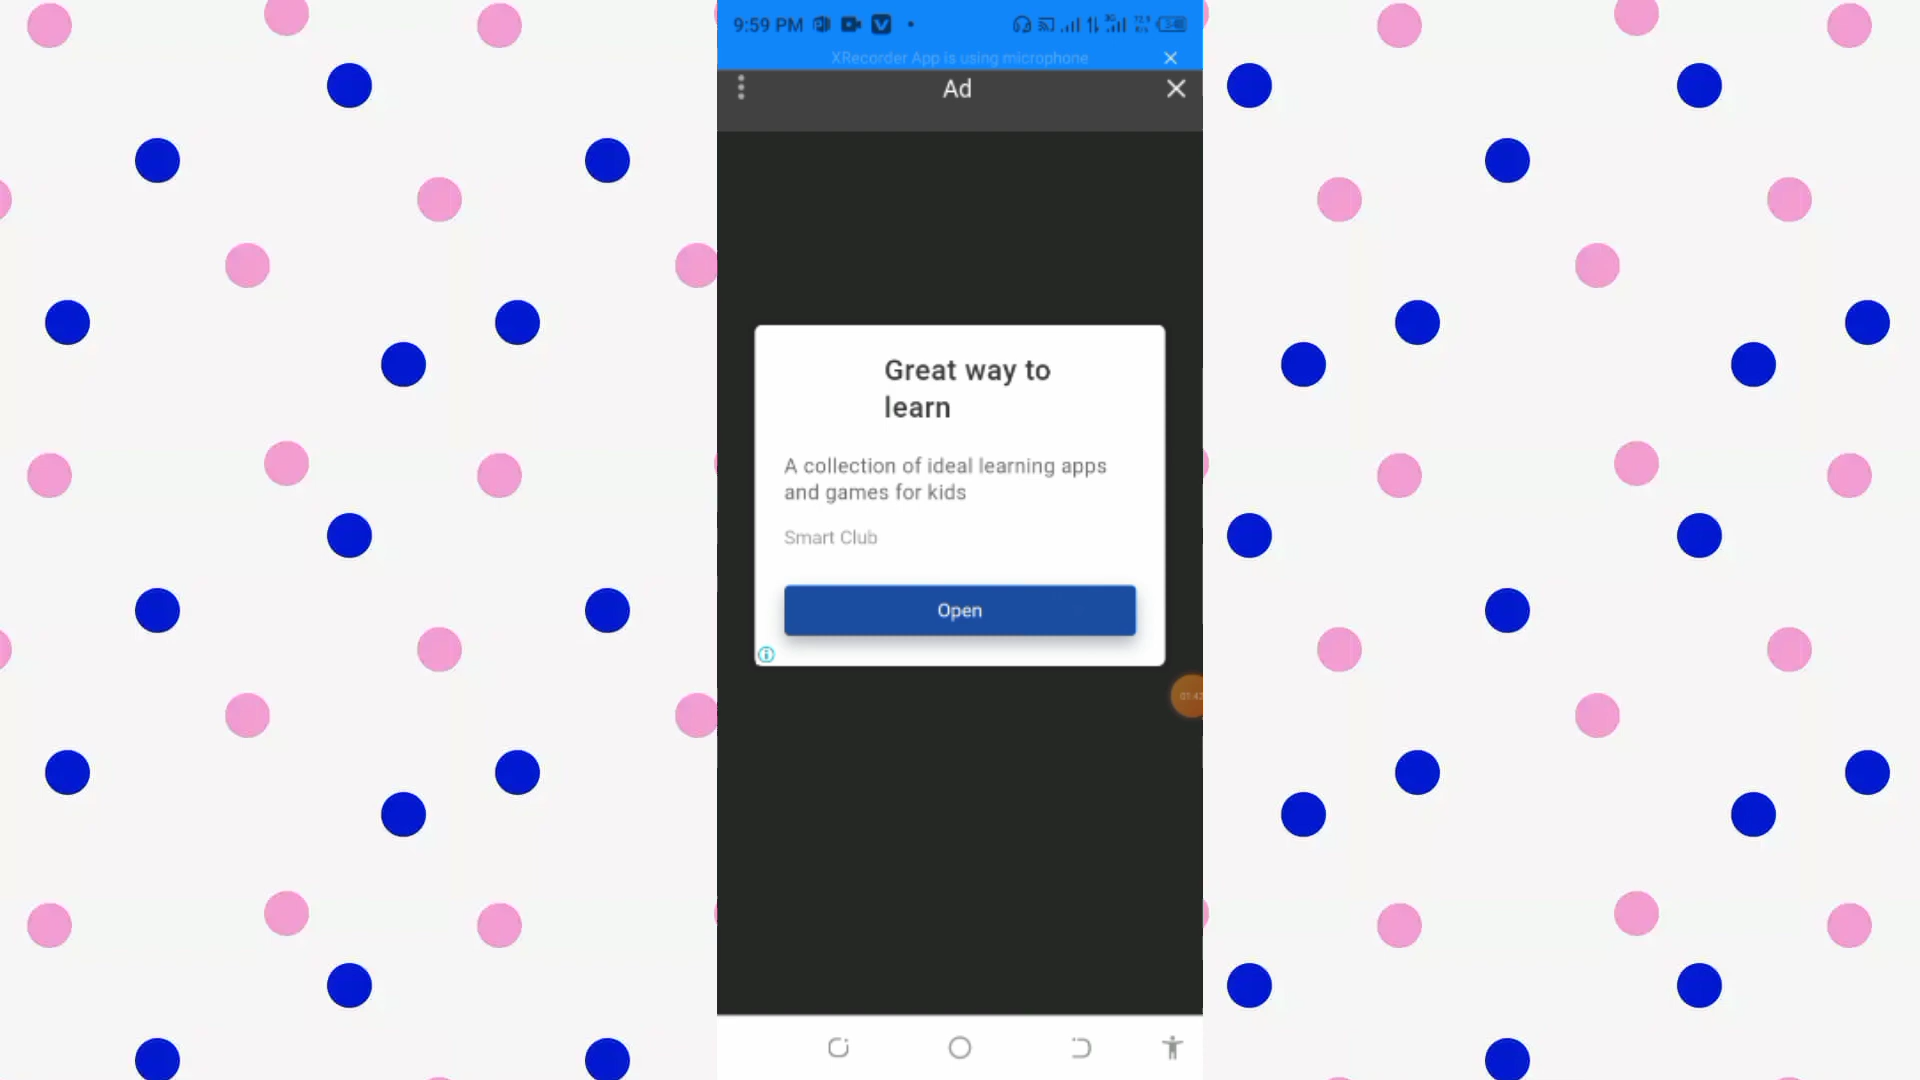 9:59 PM
XRecorder App is using microphone
Ad
Great way to
learn
A collection of ideal learning apps
and games for kids
Smart Club
Open